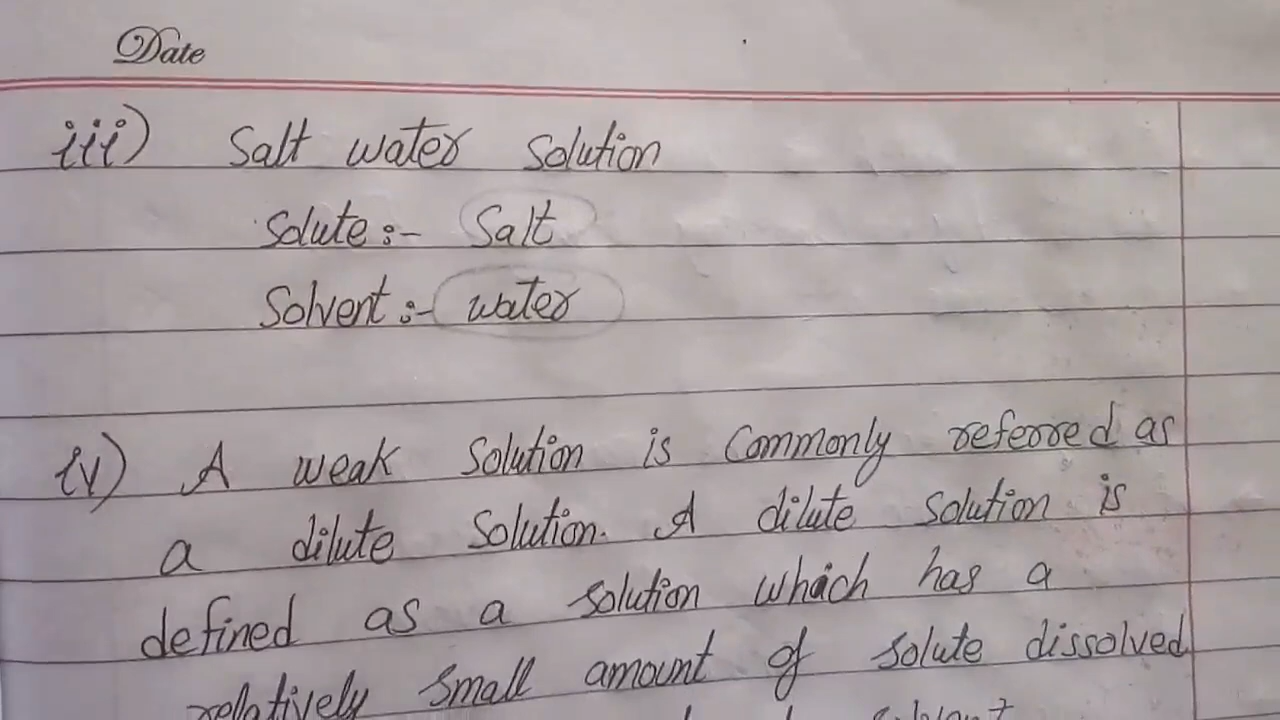 Date
iii) Salt water solution
Solute :- Salt
Solvent :- water
iv) A weak solution is commonly referred as
a dilute solution. A dilute solution is
defined as a solution which has a
relatively small amount of solute dissolved